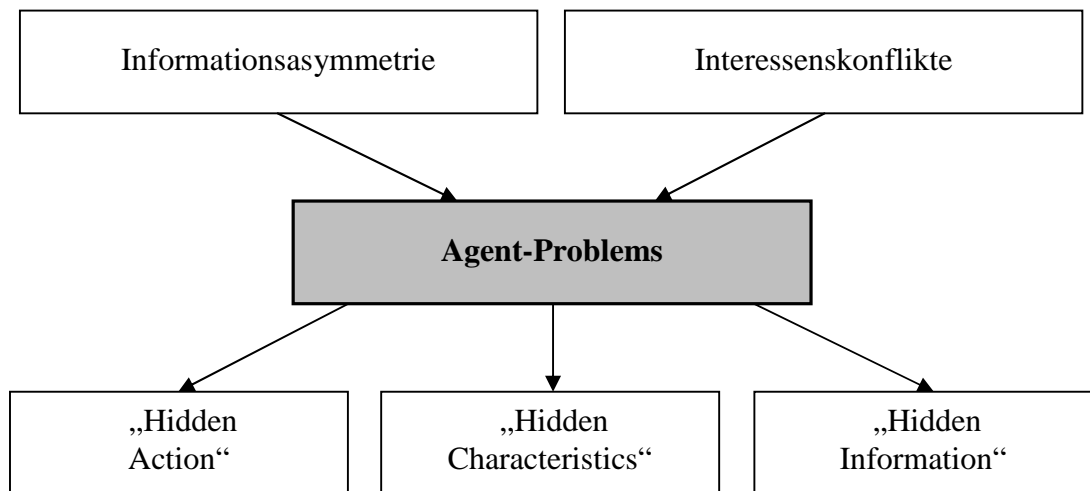 Informationsasymmetrie
Interessenskonflikte
Agent-Problems
„Hidden
Action“
„Hidden
Characteristics“
„Hidden
Information“